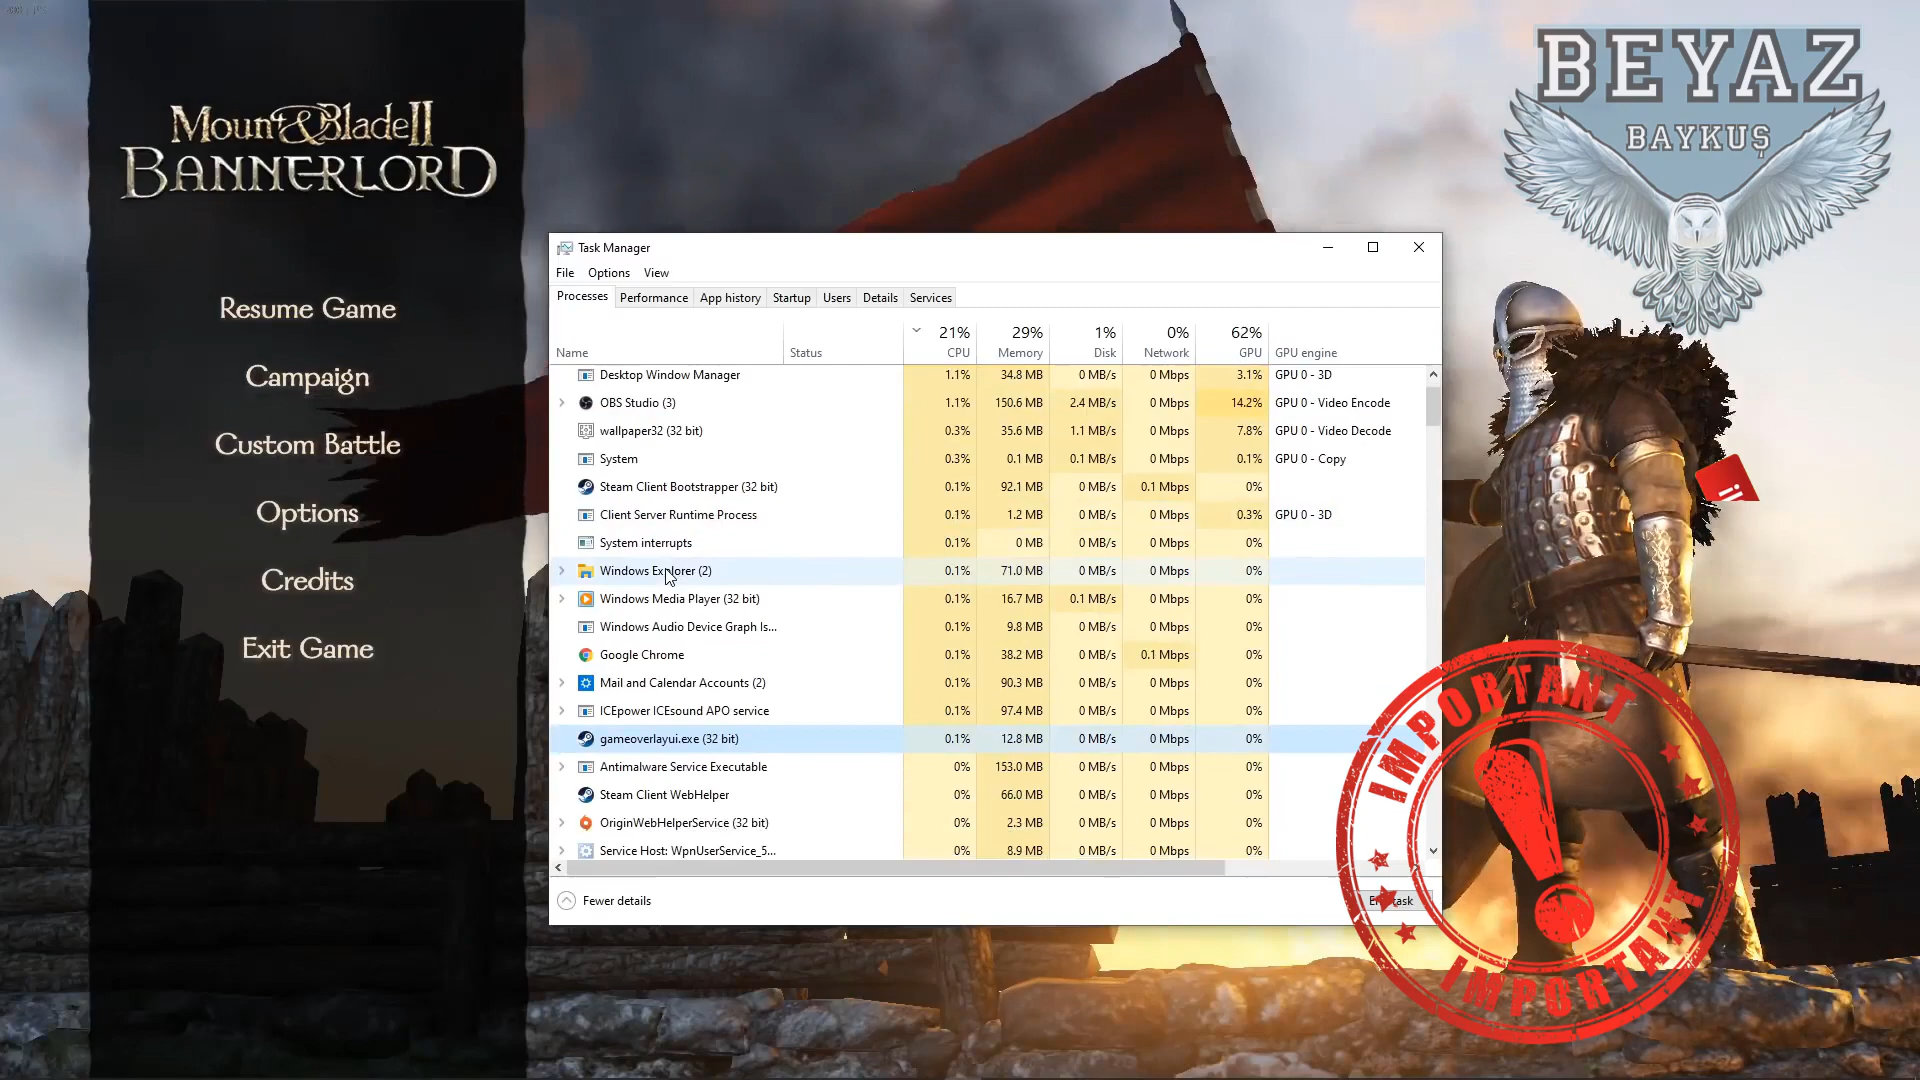 Mount & Blade II
BANNERLORD
Resume Game
Campaign
Custom Battle
Options
Credits
Exit Game
BEYAZ
BAYKUŞ
Task Manager
File Options View
Processes Performance App history Startup Users Details Services
21% 29% 1% 0% 62%
Name Status CPU Memory Disk Network GPU GPU engine
Desktop Window Manager 1.1% 34.8 MB 0 MB/s 0 Mbps 3.1% GPU 0 - 3D
OBS Studio (3) 1.1% 150.6 MB 2.4 MB/s 0 Mbps 14.2% GPU 0 - Video Encode
wallpaper32 (32 bit) 0.3% 35.6 MB 1.1 MB/s 0 Mbps 7.8% GPU 0 - Video Decode
System 0.3% 0.1 MB 0.1 MB/s 0 Mbps 0.1% GPU 0 - Copy
Steam Client Bootstrapper (32 bit) 0.1% 92.1 MB 0 MB/s 0.1 Mbps 0%
Client Server Runtime Process 0.1% 1.2 MB 0 MB/s 0 Mbps 0.3% GPU 0 - 3D
System interrupts 0.1% 0 MB 0 MB/s 0 Mbps 0%
Windows Explorer (2) 0.1% 71.0 MB 0 MB/s 0 Mbps 0%
Windows Media Player (32 bit) 0.1% 16.7 MB 0.1 MB/s 0 Mbps 0%
Windows Audio Device Graph Is... 0.1% 9.8 MB 0 MB/s 0 Mbps 0%
Google Chrome 0.1% 38.2 MB 0 MB/s 0.1 Mbps 0%
Mail and Calendar Accounts (2) 0.1% 90.3 MB 0 MB/s 0 Mbps 0%
ICEpower ICEsound APO service 0.1% 97.4 MB 0 MB/s 0 Mbps 0%
gameoverlayui.exe (32 bit) 0.1% 12.8 MB 0 MB/s 0 Mbps 0%
Antimalware Service Executable 0% 153.0 MB 0 MB/s 0 Mbps 0%
Steam Client WebHelper 0% 66.0 MB 0 MB/s 0 Mbps 0%
OriginWebHelperService (32 bit) 0% 2.3 MB 0 MB/s 0 Mbps 0%
Service Host: WpnUserService_5... 0% 8.9 MB 0 MB/s 0 Mbps 0%
Fewer details
End task
IMPORTANT
IMPORTANT